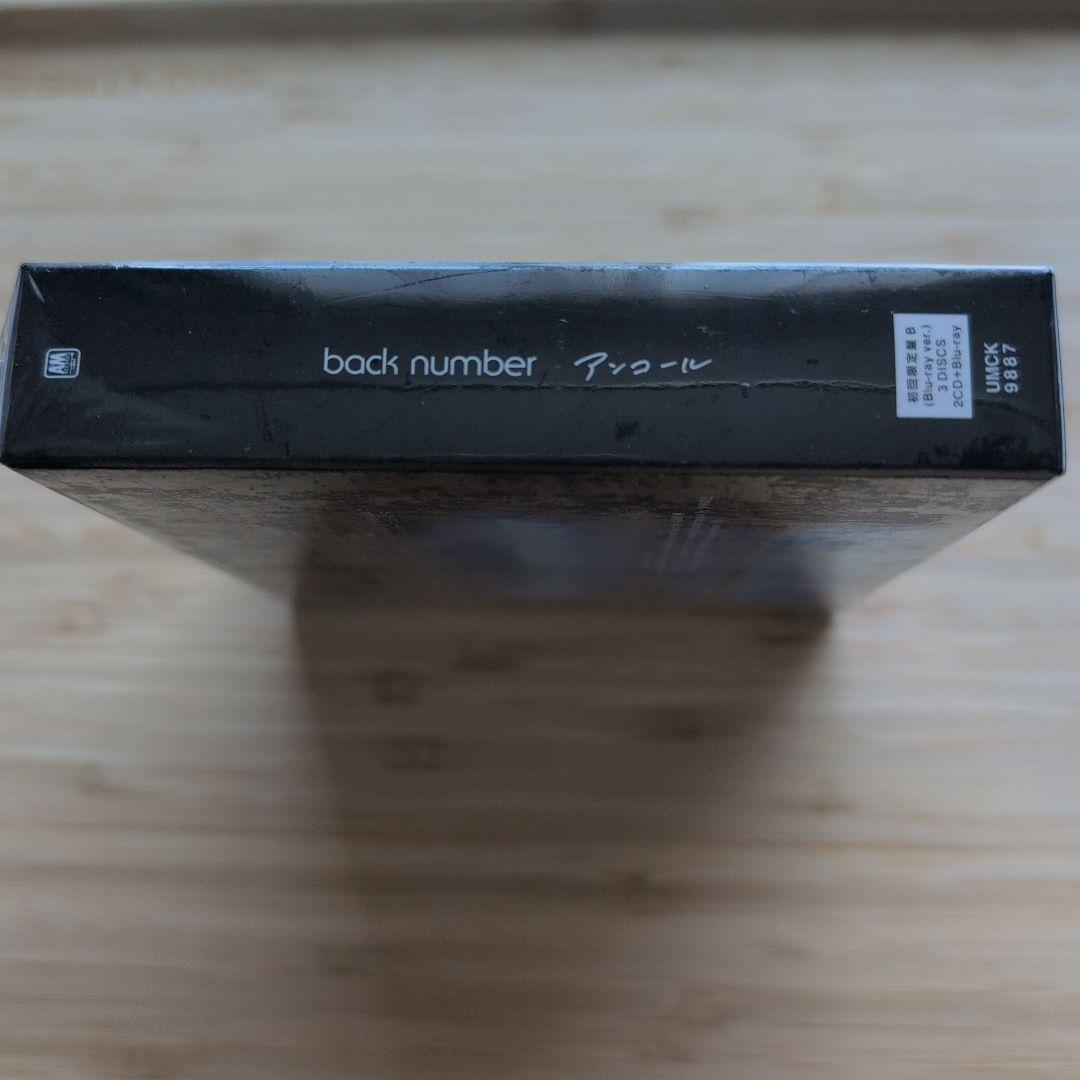 AM
back number アンコール
初回限定盤 B
(Blu-ray ver.)
3 DISCS
2CD+Blu-ray
UMCK
9887